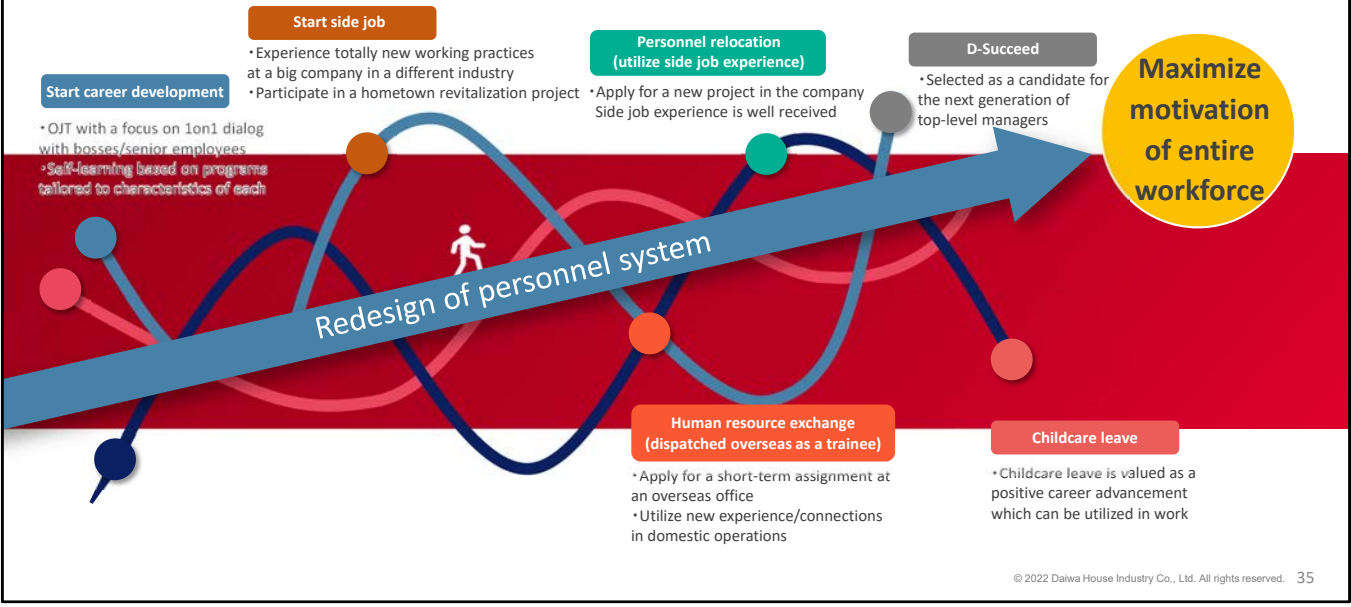 Start career development
・OJT with a focus on 1on1 dialog
with bosses/senior employees
・Self-learning based on programs
tailored to characteristics of each
Start side job
・Experience totally new working practices
at a big company in a different industry
・Participate in a hometown revitalization project
Personnel relocation
(utilize side job experience)
・Apply for a new project in the company
Side job experience is well received
D-Succeed
・Selected as a candidate for
the next generation of
top-level managers
Maximize
motivation
of entire
workforce
Redesign of personnel system
Human resource exchange
(dispatched overseas as a trainee)
・Apply for a short-term assignment at
an overseas office
・Utilize new experience/connections
in domestic operations
Childcare leave
・Childcare leave is valued as a
positive career advancement
which can be utilized in work
© 2022 Daiwa House Industry Co., Ltd. All rights reserved. 35